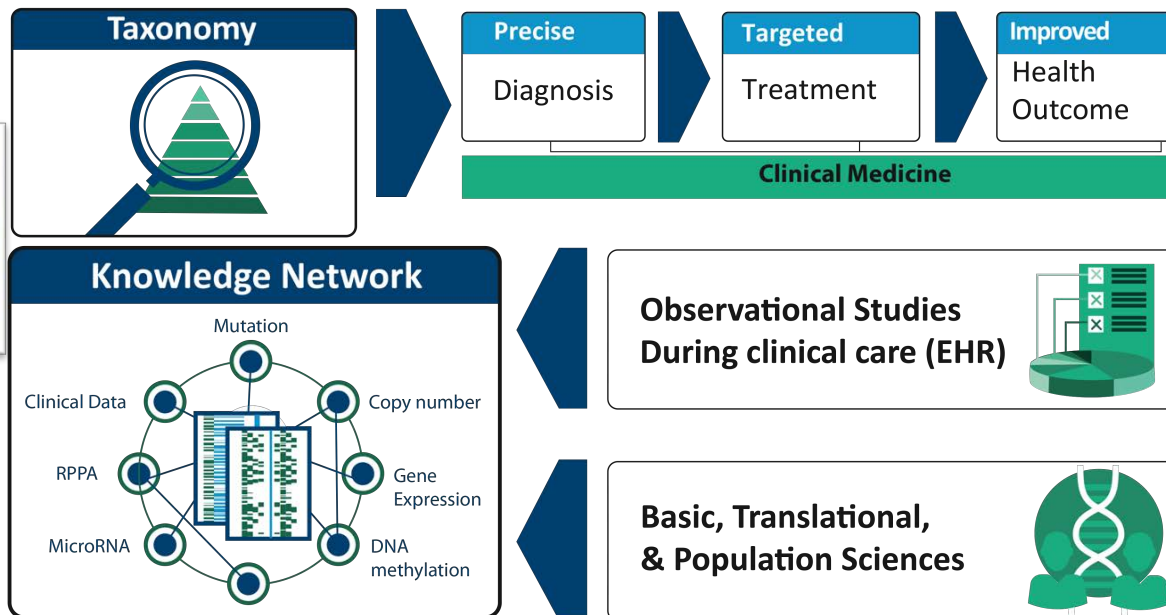 Taxonomy
Precise
Diagnosis
Targeted
Treatment
Improved
Health
Outcome
Clinical Medicine
Knowledge Network
Mutation
Clinical Data
Copy number
RPPA
Gene
Expression
MicroRNA
DNA
methylation
Observational Studies
During clinical care (EHR)
Basic, Translational,
& Population Sciences